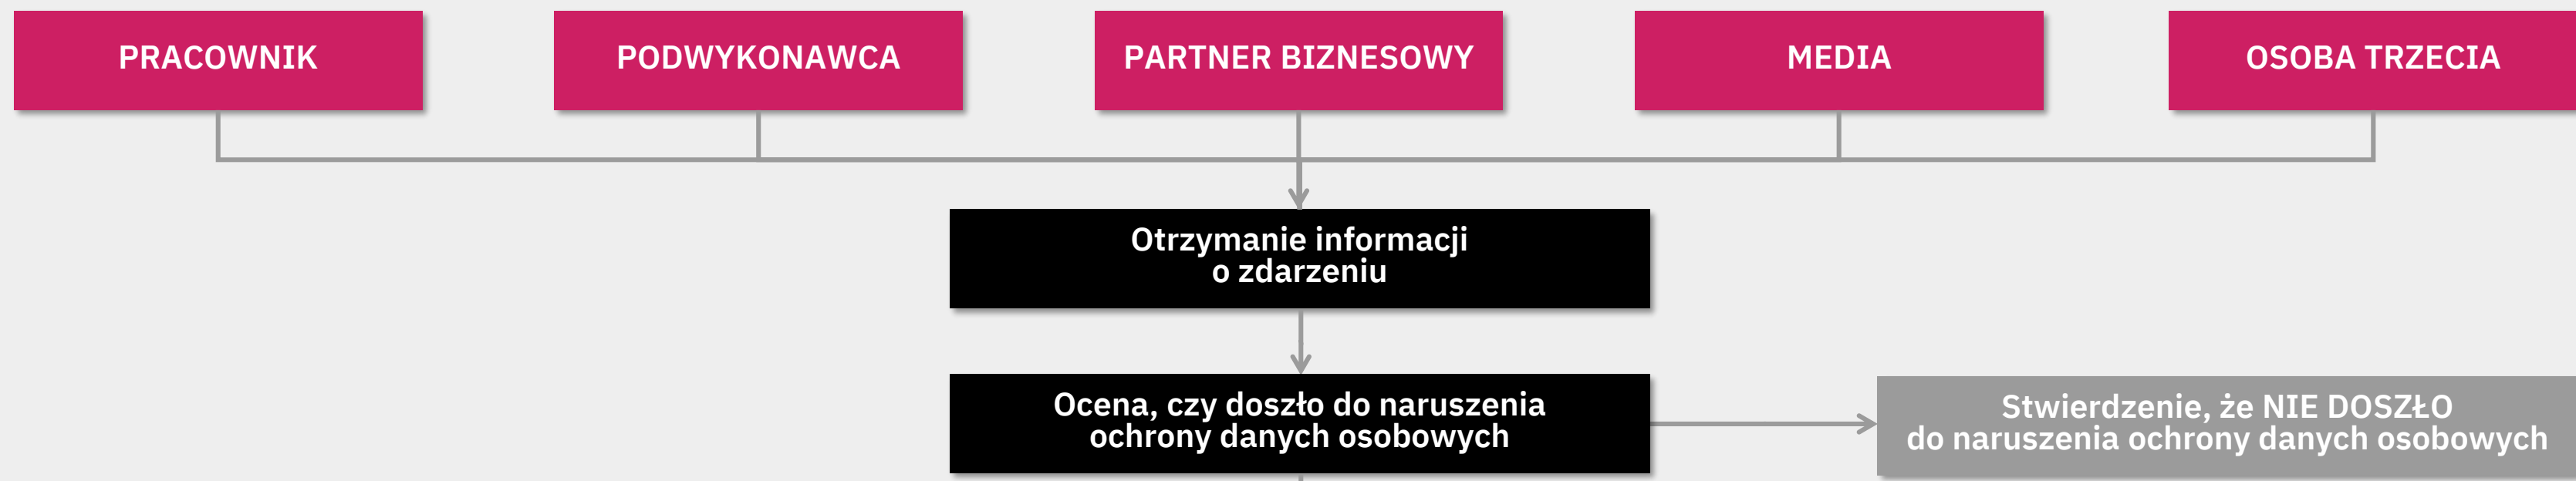 PRACOWNIK
PODWYKONAWCA
PARTNER BIZNESOWY
MEDIA
OSOBA TRZECIA
Otrzymanie informacji
o zdarzeniu
Ocena, czy doszło do naruszenia
ochrony danych osobowych
Stwierdzenie, że NIE DOSZŁO
do naruszenia ochrony danych osobowych